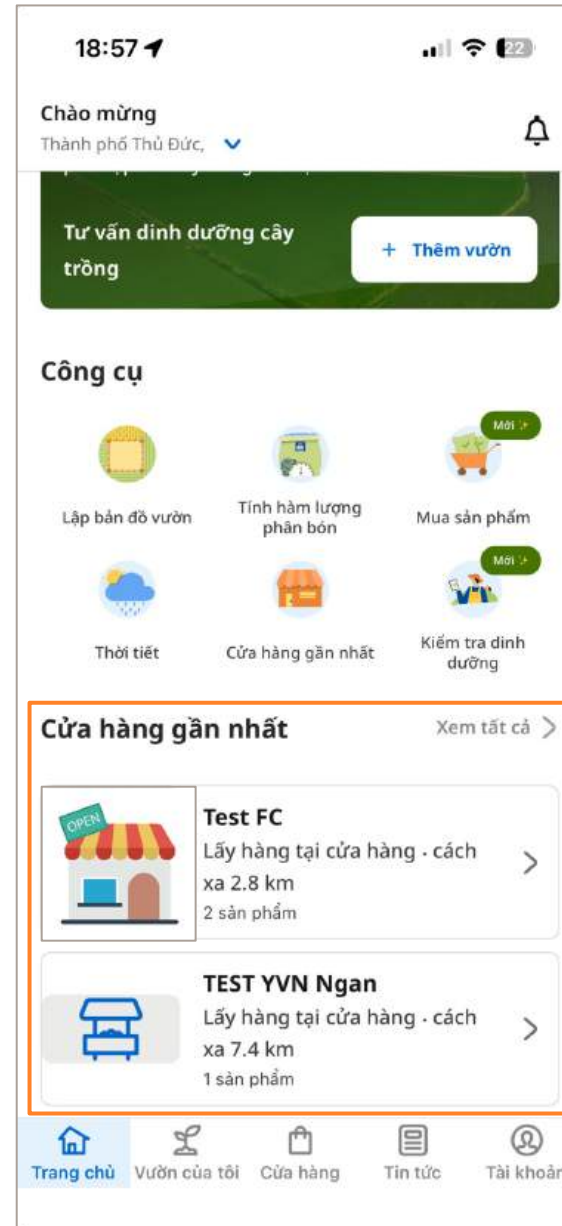 18:57
22
Chào mừng
Thành phố Thủ Đức,
Tư vấn dinh dưỡng cây
trồng
+ Thêm vườn
Công cụ
Mới
Lập bản đồ vườn
Tính hàm lượng
phân bón
Mua sản phẩm
Mới
Thời tiết
Cửa hàng gần nhất
Kiểm tra dinh
dưỡng
Cửa hàng gần nhất
Xem tất cả
OPEN
Test FC
Lấy hàng tại cửa hàng · cách
xa 2.8 km
2 sản phẩm
TEST YVN Ngan
Lấy hàng tại cửa hàng · cách
xa 7.4 km
1 sản phẩm
Trang chủ
Vườn của tôi
Cửa hàng
Tin tức
Tài khoản